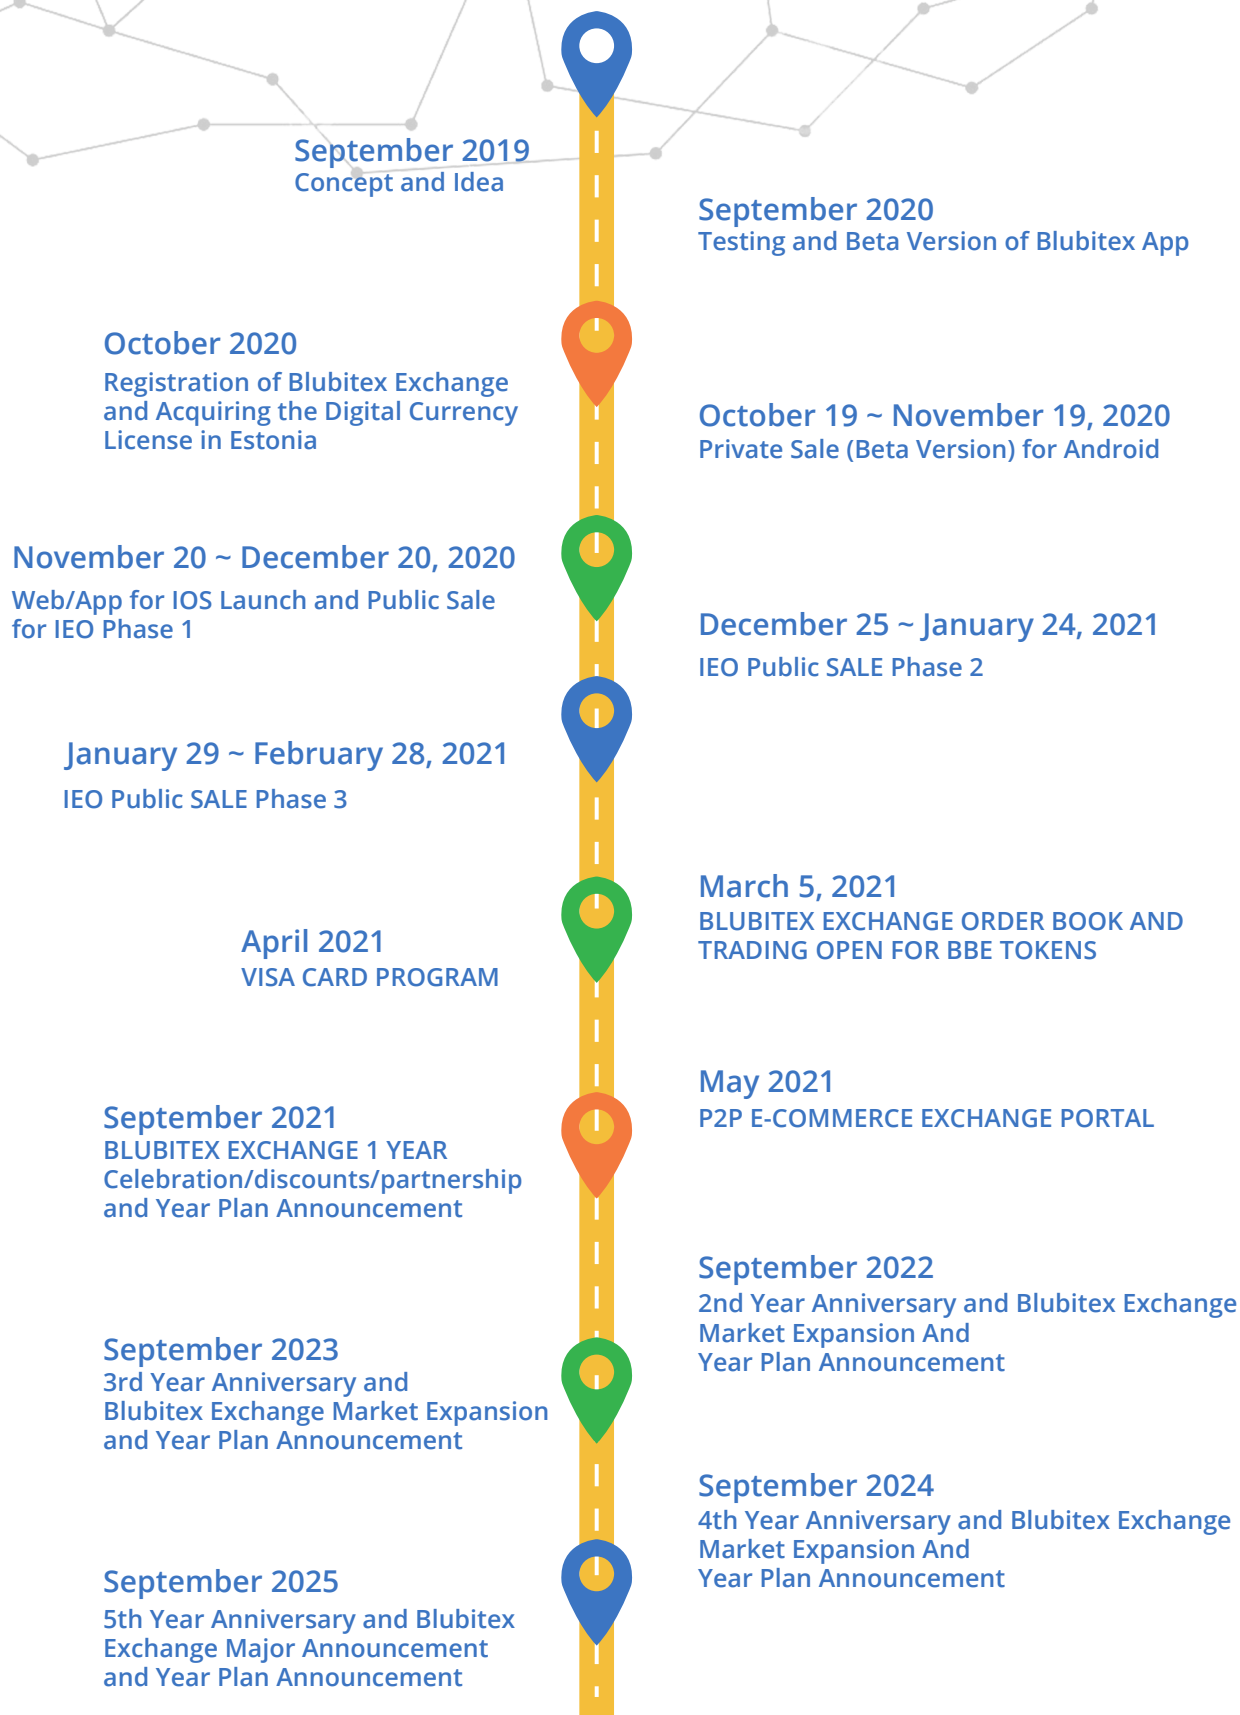 September 2019
Concept and Idea
September 2020
Testing and Beta Version of Blubitex App
October 2020
Registration of Blubitex Exchange
and Acquiring the Digital Currency
License in Estonia
October 19 ~ November 19, 2020
Private Sale (Beta Version) for Android
November 20 ~ December 20, 2020
Web/App for IOS Launch and Public Sale
for IEO Phase 1
December 25 ~ January 24, 2021
IEO Public SALE Phase 2
January 29 ~ February 28, 2021
IEO Public SALE Phase 3
March 5, 2021
BLUBITEX EXCHANGE ORDER BOOK AND
TRADING OPEN FOR BBE TOKENS
April 2021
VISA CARD PROGRAM
May 2021
P2P E-COMMERCE EXCHANGE PORTAL
September 2021
BLUBITEX EXCHANGE 1 YEAR
Celebration/discounts/partnership
and Year Plan Announcement
September 2022
2nd Year Anniversary and Blubitex Exchange
Market Expansion And
Year Plan Announcement
September 2023
3rd Year Anniversary and
Blubitex Exchange Market Expansion
and Year Plan Announcement
September 2024
4th Year Anniversary and Blubitex Exchange
Market Expansion And
Year Plan Announcement
September 2025
5th Year Anniversary and Blubitex
Exchange Major Announcement
and Year Plan Announcement